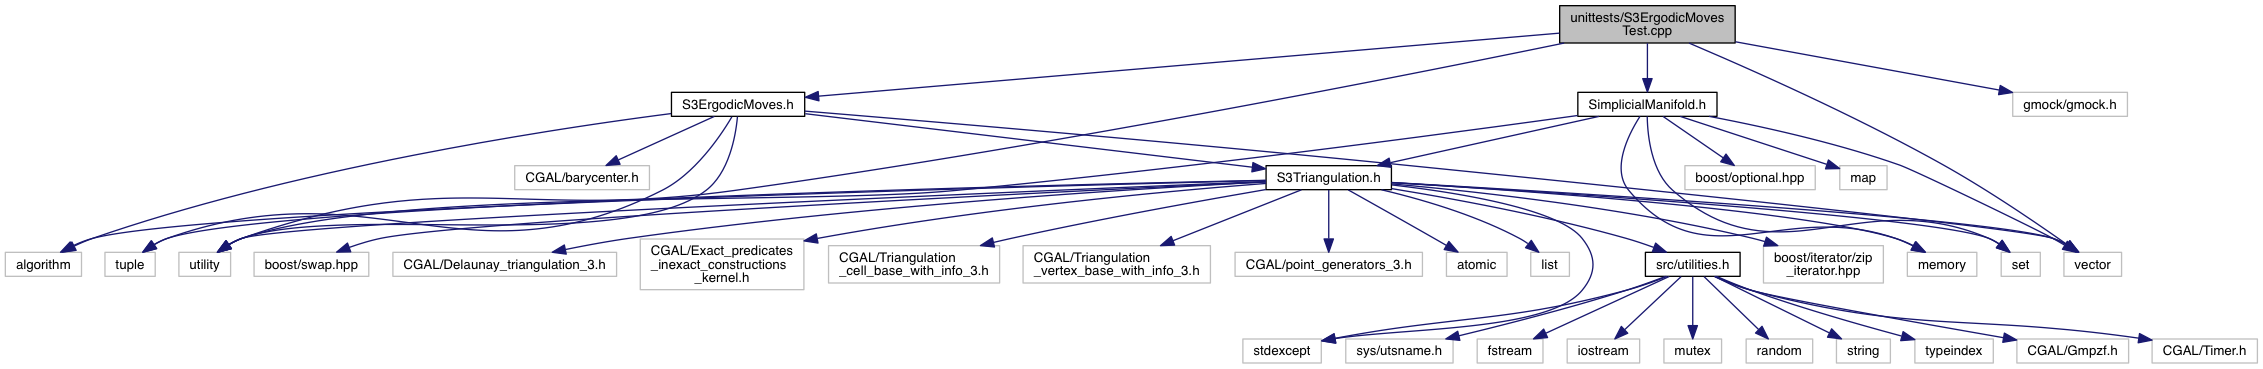 unittests/S3ErgodicMoves
Test.cpp
S3ErgodicMoves.h
SimplicialManifold.h
gmock/gmock.h
CGAL/barycenter.h
S3Triangulation.h
boost/optional.hpp
map
algorithm
tuple
utility
boost/swap.hpp
CGAL/Delaunay_triangulation_3.h
CGAL/Exact_predicates
_inexact_constructions
_kernel.h
CGAL/Triangulation
_cell_base_with_info_3.h
CGAL/Triangulation
_vertex_base_with_info_3.h
CGAL/point_generators_3.h
atomic
list
src/utilities.h
boost/iterator/zip
_iterator.hpp
memory
set
vector
stdexcept
sys/utsname.h
fstream
iostream
mutex
random
string
typeindex
CGAL/Gmpzf.h
CGAL/Timer.h